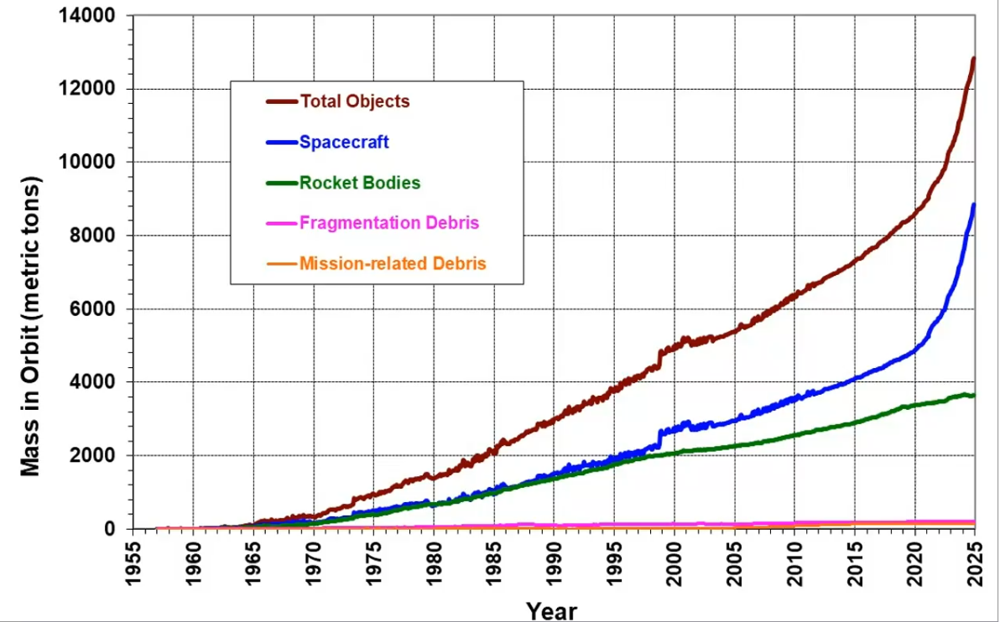 14000
12000
10000
8000
6000
4000
2000
0
Mass in Orbit (metric tons)
Total Objects
Spacecraft
Rocket Bodies
Fragmentation Debris
Mission-related Debris
1955 1960 1965 1970 1975 1980 1985 1990 1995 2000 2005 2010 2015 2020 2025
Year